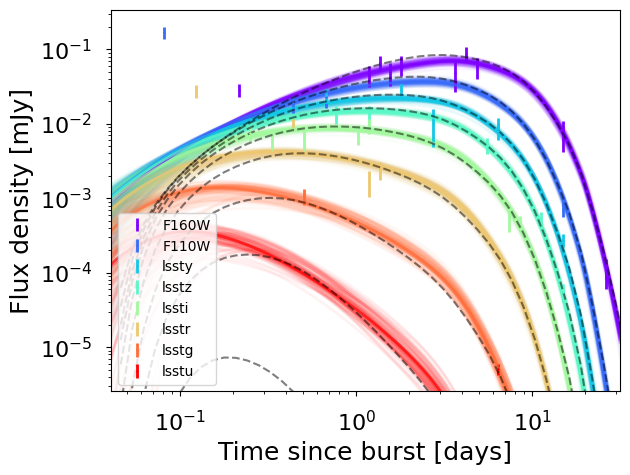 Flux density [mJy]
10⁻¹
10⁻²
10⁻³
10⁻⁴
10⁻⁵
F160W
F110W
lssty
lsstz
lssti
lsstr
lsstg
lsstu
10⁻¹ 10⁰ 10¹
Time since burst [days]